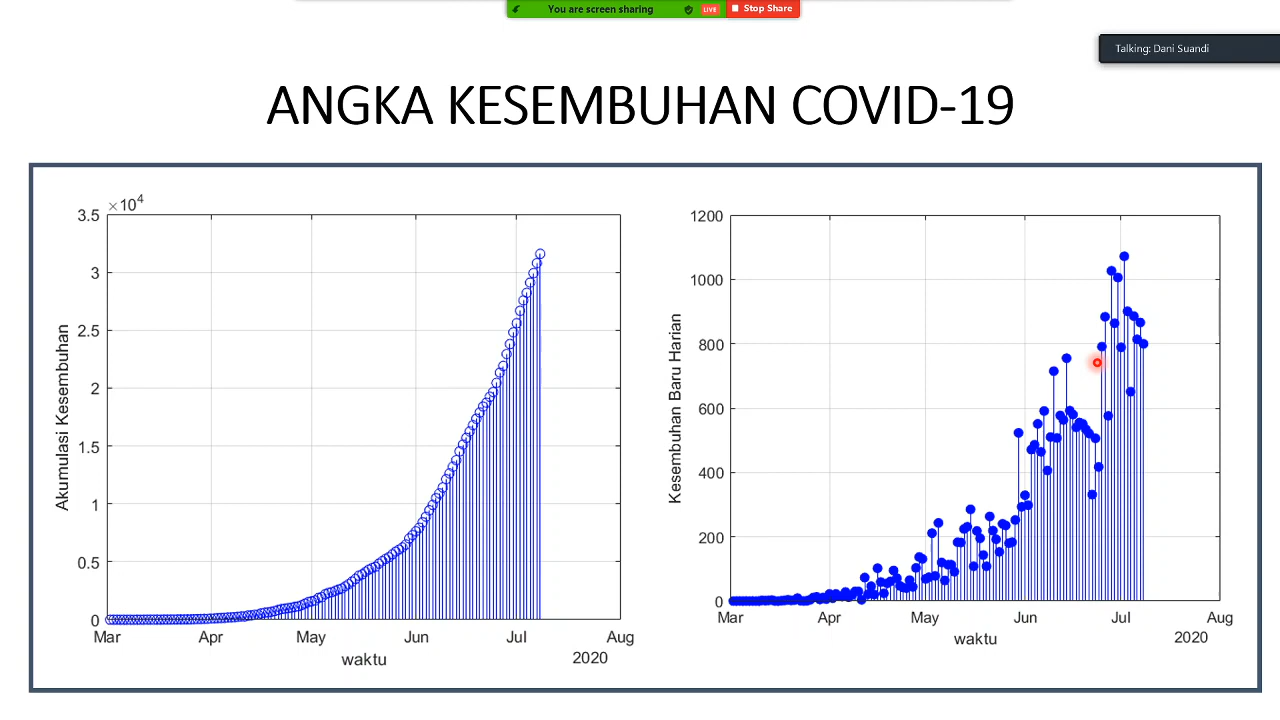 You are screen sharing
LIVE
Stop Share
Talking: Dani Suandi
ANGKA KESEMBUHAN COVID-19
×10⁴
3.5
3
2.5
2
1.5
1
0.5
0
Akumulasi Kesembuhan
Mar Apr May Jun Jul Aug
waktu
2020
1200
1000
800
600
400
200
0
Kesembuhan Baru Harian
Mar Apr May Jun Jul Aug
waktu
2020